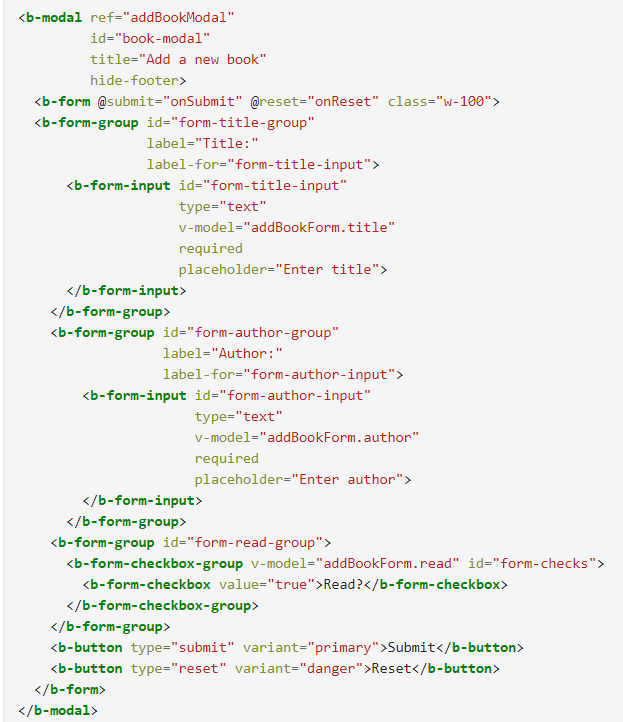 <b-modal ref="addBookModal"
         id="book-modal"
         title="Add a new book"
         hide-footer>
  <b-form @submit="onSubmit" @reset="onReset" class="w-100">
  <b-form-group id="form-title-group"
                label="Title:"
                label-for="form-title-input">
      <b-form-input id="form-title-input"
                    type="text"
                    v-model="addBookForm.title"
                    required
                    placeholder="Enter title">
      </b-form-input>
    </b-form-group>
    <b-form-group id="form-author-group"
                  label="Author:"
                  label-for="form-author-input">
        <b-form-input id="form-author-input"
                      type="text"
                      v-model="addBookForm.author"
                      required
                      placeholder="Enter author">
        </b-form-input>
      </b-form-group>
    <b-form-group id="form-read-group">
      <b-form-checkbox-group v-model="addBookForm.read" id="form-checks">
        <b-form-checkbox value="true">Read?</b-form-checkbox>
      </b-form-checkbox-group>
    </b-form-group>
    <b-button type="submit" variant="primary">Submit</b-button>
    <b-button type="reset" variant="danger">Reset</b-button>
  </b-form>
</b-modal>